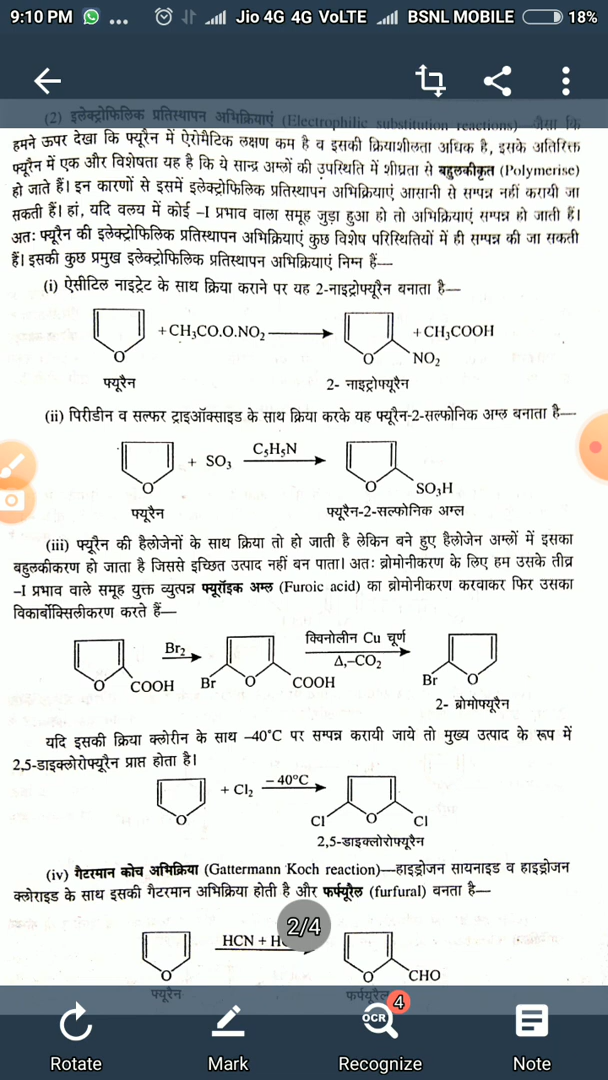 9:10 PM ... Jio 4G 4G VoLTE BSNL MOBILE 18%
(2) इलेक्ट्रोफिलिक प्रतिस्थापन अभिक्रियाएं (Electrophilic substitution reactions)—जैसा कि
हमने ऊपर देखा कि फ्यूरैन में ऐरोमैटिक लक्षण कम है व इसकी क्रियाशीलता अधिक है, इसके अतिरिक्त
फ्यूरैन में एक और विशेषता यह है कि ये सान्द्र अम्लों की उपस्थिति में शीघ्रता से बहुलकीकृत (Polymerise)
हो जाते हैं। इन कारणों से इसमें इलेक्ट्रोफिलिक प्रतिस्थापन अभिक्रियाएं आसानी से सम्पन्न नहीं करायी जा
सकती हैं। हां, यदि वलय में कोई –I प्रभाव वाला समूह जुड़ा हुआ हो तो अभिक्रियाएं सम्पन्न हो जाती हैं।
अतः फ्यूरैन की इलेक्ट्रोफिलिक प्रतिस्थापन अभिक्रियाएं कुछ विशेष परिस्थितियों में ही सम्पन्न की जा सकती
हैं। इसकी कुछ प्रमुख इलेक्ट्रोफिलिक प्रतिस्थापन अभिक्रियाएं निम्न हैं—
(i) ऐसीटिल नाइट्रेट के साथ क्रिया कराने पर यह 2-नाइट्रोफ्यूरैन बनाता है—
O +CH₃CO.O.NO₂ O NO₂ +CH₃COOH
फ्यूरैन 2- नाइट्रोफ्यूरैन
(ii) पिरीडीन व सल्फर ट्राइऑक्साइड के साथ क्रिया करके यह फ्यूरैन-2-सल्फोनिक अम्ल बनाता है—
O + SO₃ C₅H₅N O SO₃H
फ्यूरैन फ्यूरैन-2-सल्फोनिक अम्ल
(iii) फ्यूरैन की हैलोजेनों के साथ क्रिया तो हो जाती है लेकिन बने हुए हैलोजेन अम्लों में इसका
बहुलकीकरण हो जाता है जिससे इच्छित उत्पाद नहीं बन पाता। अतः ब्रोमोनीकरण के लिए हम उसके तीव्र
–I प्रभाव वाले समूह युक्त व्युत्पन्न फ्यूरॉइक अम्ल (Furoic acid) का ब्रोमोनीकरण करवाकर फिर उसका
विकार्बोक्सिलीकरण करते हैं—
O COOH Br₂ Br O COOH क्विनोलीन Cu चूर्ण Δ,–CO₂ Br O
2- ब्रोमोफ्यूरैन
यदि इसकी क्रिया क्लोरीन के साथ –40°C पर सम्पन्न करायी जाये तो मुख्य उत्पाद के रूप में
2,5-डाइक्लोरोफ्यूरैन प्राप्त होता है।
O + Cl₂ – 40°C Cl O Cl
2,5-डाइक्लोरोफ्यूरैन
(iv) गैटरमान कोच अभिक्रिया (Gattermann Koch reaction)—हाइड्रोजन सायनाइड व हाइड्रोजन
क्लोराइड के साथ इसकी गैटरमान अभिक्रिया होती है और फर्फ्यूरैल (furfural) बनता है—
2/4
O HCN + O CHO
फ्यूरैन फर्फ्यूरैल
4
OCR
Rotate Mark Recognize Note